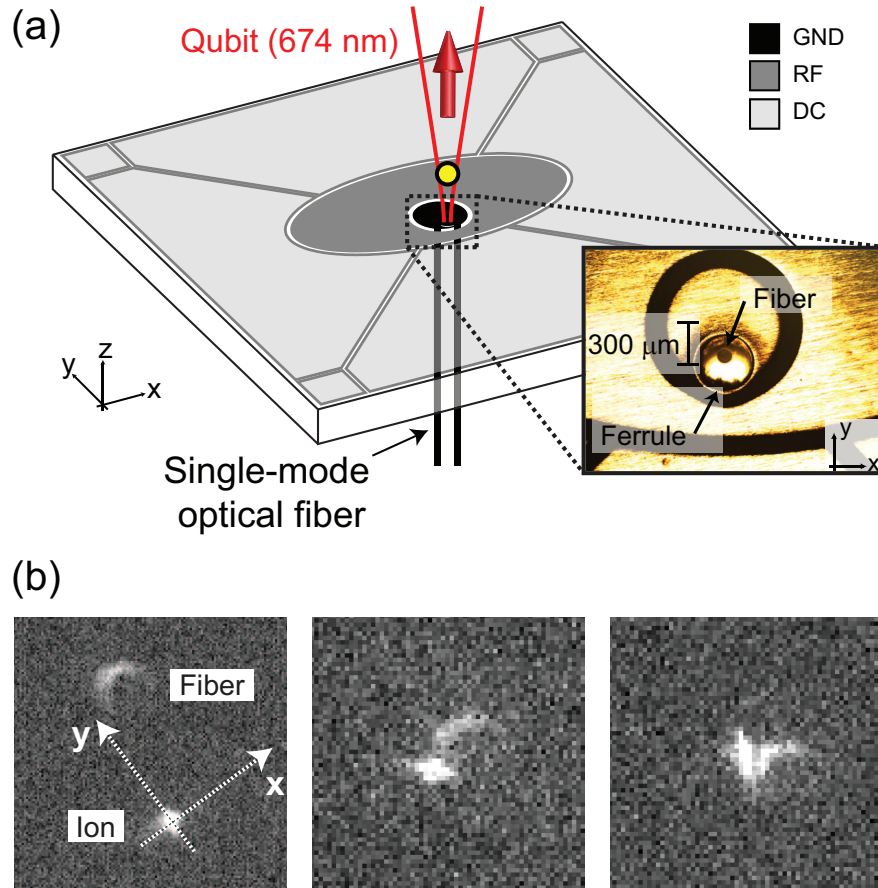 (a)
Qubit (674 nm)
GND
RF
DC
Fiber
300 μm
Ferrule
y
x
z
y
x
Single-mode
optical fiber
(b)
Fiber
y
x
Ion